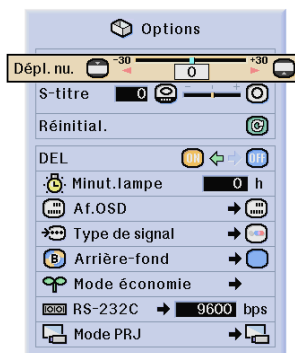 Options
Dépl. nu. -30 0 +30
S-titre 0 - +
Réinitial.
DEL ON OFF
Minut.lampe 0 h
Af.OSD
Type de signal
B Arrière-fond
Mode économie
RS-232C 9600 bps
Mode PRJ